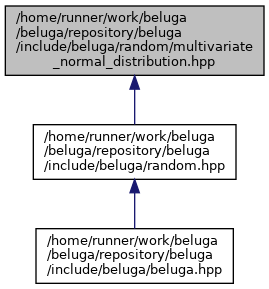 /home/runner/work/beluga
/beluga/repository/beluga
/include/beluga/random/multivariate
_normal_distribution.hpp
/home/runner/work/beluga
/beluga/repository/beluga
/include/beluga/random.hpp
/home/runner/work/beluga
/beluga/repository/beluga
/include/beluga/beluga.hpp